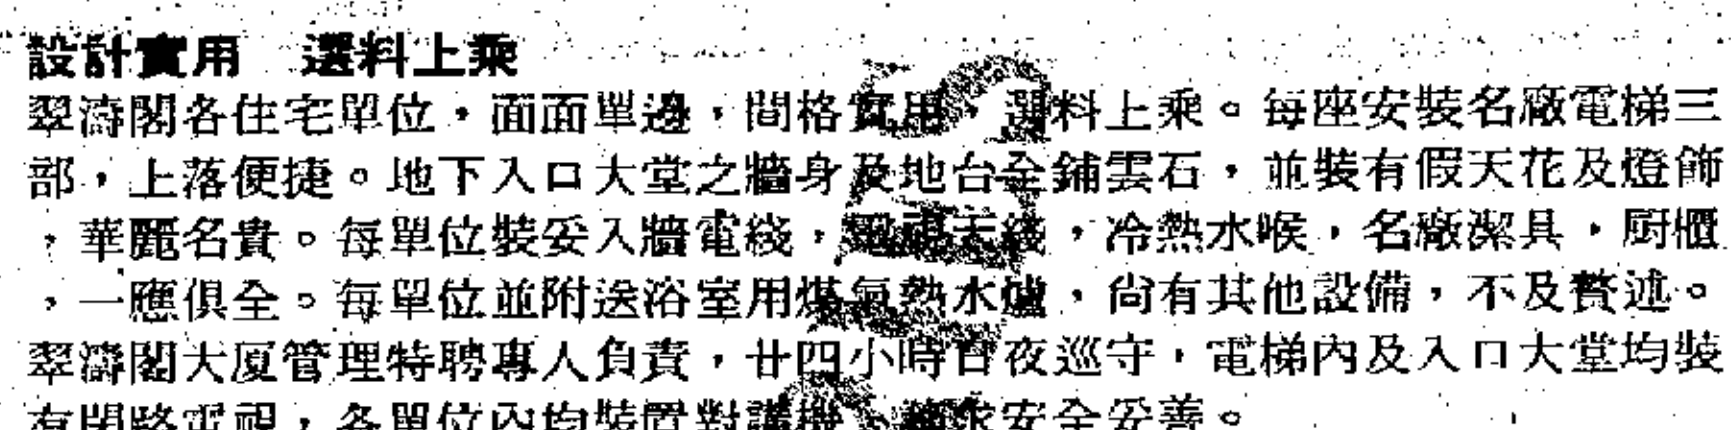 設計實用　選料上乘
翠濤閣各住宅單位，面面單邊，間格實用，選料上乘。每座安裝名廠電梯三
部，上落便捷。地下入口大堂之牆身及地台全鋪雲石，並裝有假天花及燈飾
，華麗名貴。每單位裝妥入牆電綫，電視天綫，冷熱水喉，名廠潔具，厨櫃
，一應俱全。每單位並附送浴室用煤氣熱水爐，尚有其他設備，不及贅述。
翠濤閣大厦管理特聘專人負責，廿四小時日夜巡守，電梯內及入口大堂均裝
有閉路電視，各單位內均裝置對講機，務求安全妥善。